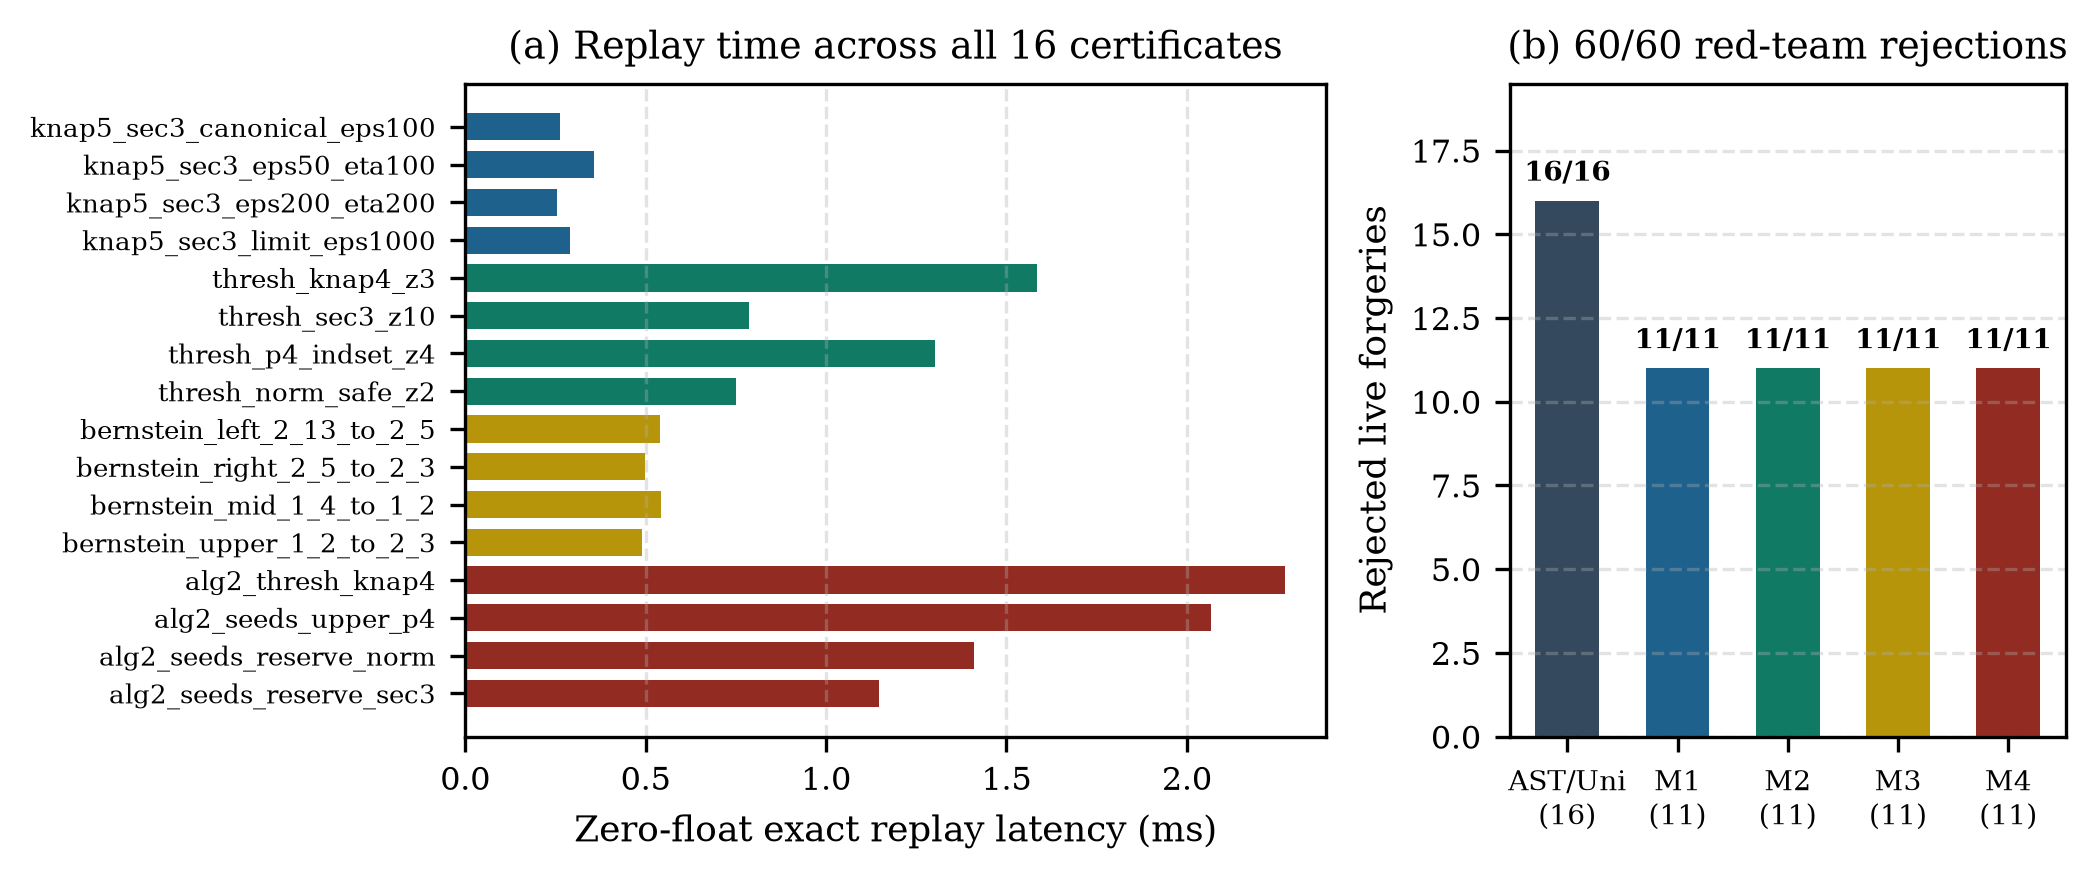 (a) Replay time across all 16 certificates
knap5_sec3_canonical_eps100
knap5_sec3_eps50_eta100
knap5_sec3_eps200_eta200
knap5_sec3_limit_eps1000
thresh_knap4_z3
thresh_sec3_z10
thresh_p4_indset_z4
thresh_norm_safe_z2
bernstein_left_2_13_to_2_5
bernstein_right_2_5_to_2_3
bernstein_mid_1_4_to_1_2
bernstein_upper_1_2_to_2_3
alg2_thresh_knap4
alg2_seeds_upper_p4
alg2_seeds_reserve_norm
alg2_seeds_reserve_sec3
0.0 0.5 1.0 1.5 2.0
Zero-float exact replay latency (ms)
(b) 60/60 red-team rejections
Rejected live forgeries
17.5
15.0
12.5
10.0
7.5
5.0
2.5
0.0
16/16 11/11 11/11 11/11 11/11
AST/Uni M1 M2 M3 M4
(16) (11) (11) (11) (11)